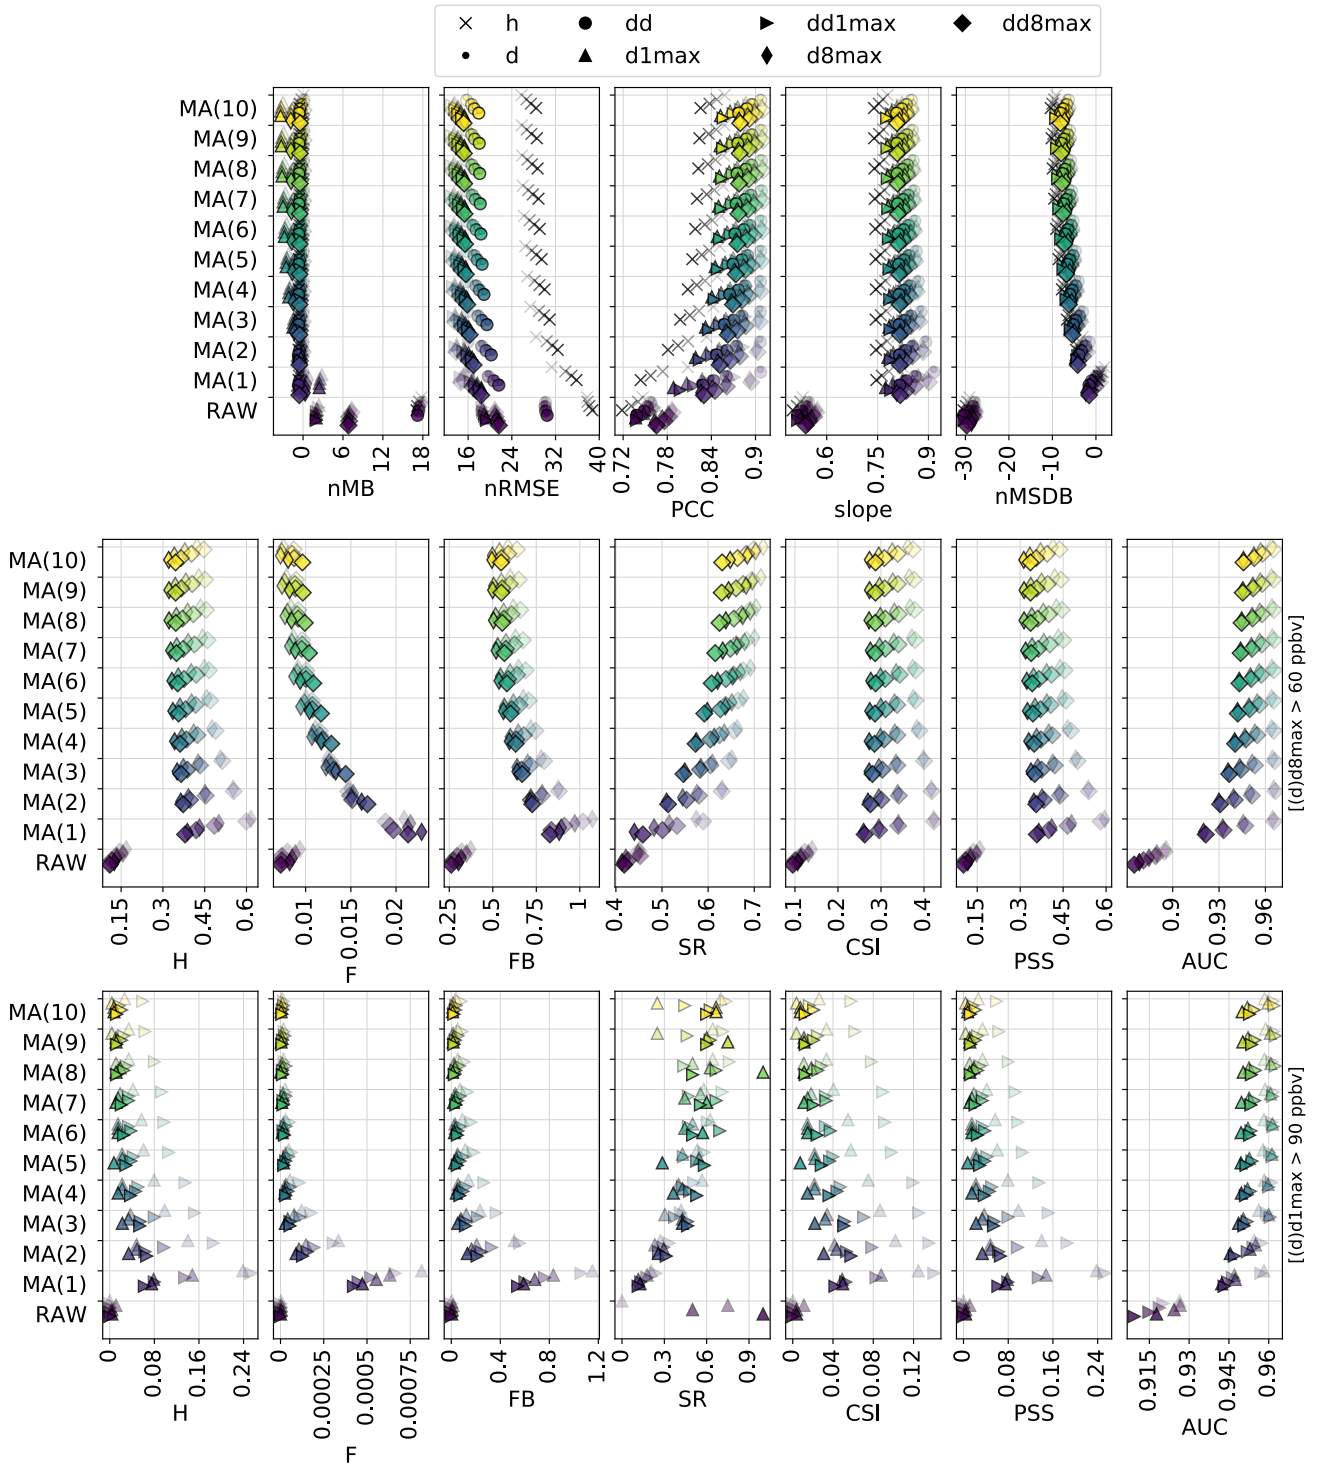 h dd dd1max dd8max
d d1max d8max
MA(10)
MA(9)
MA(8)
MA(7)
MA(6)
MA(5)
MA(4)
MA(3)
MA(2)
MA(1)
RAW
0 6 12 18
nMB
16 24 32 40
nRMSE
0.72 0.78 0.84 0.9
PCC
0.6 0.75 0.9
slope
-30 -20 -10 0
nMSDB
MA(10)
MA(9)
MA(8)
MA(7)
MA(6)
MA(5)
MA(4)
MA(3)
MA(2)
MA(1)
RAW
0.15 0.3 0.45 0.6
H
0.01 0.015 0.02
F
0.25 0.5 0.75 1
FB
0.4 0.5 0.6 0.7
SR
0.1 0.2 0.3 0.4
CSI
0.15 0.3 0.45 0.6
PSS
0.9 0.93 0.96
AUC
[(d)d8max > 60 ppbv]
MA(10)
MA(9)
MA(8)
MA(7)
MA(6)
MA(5)
MA(4)
MA(3)
MA(2)
MA(1)
RAW
0 0.08 0.16 0.24
H
0 0.00025 0.0005 0.00075
F
0 0.4 0.8 1.2
FB
0 0.3 0.6 0.9
SR
0 0.04 0.08 0.12
CSI
0 0.08 0.16 0.24
PSS
0.915 0.93 0.945 0.96
AUC
[(d)d1max > 90 ppbv]